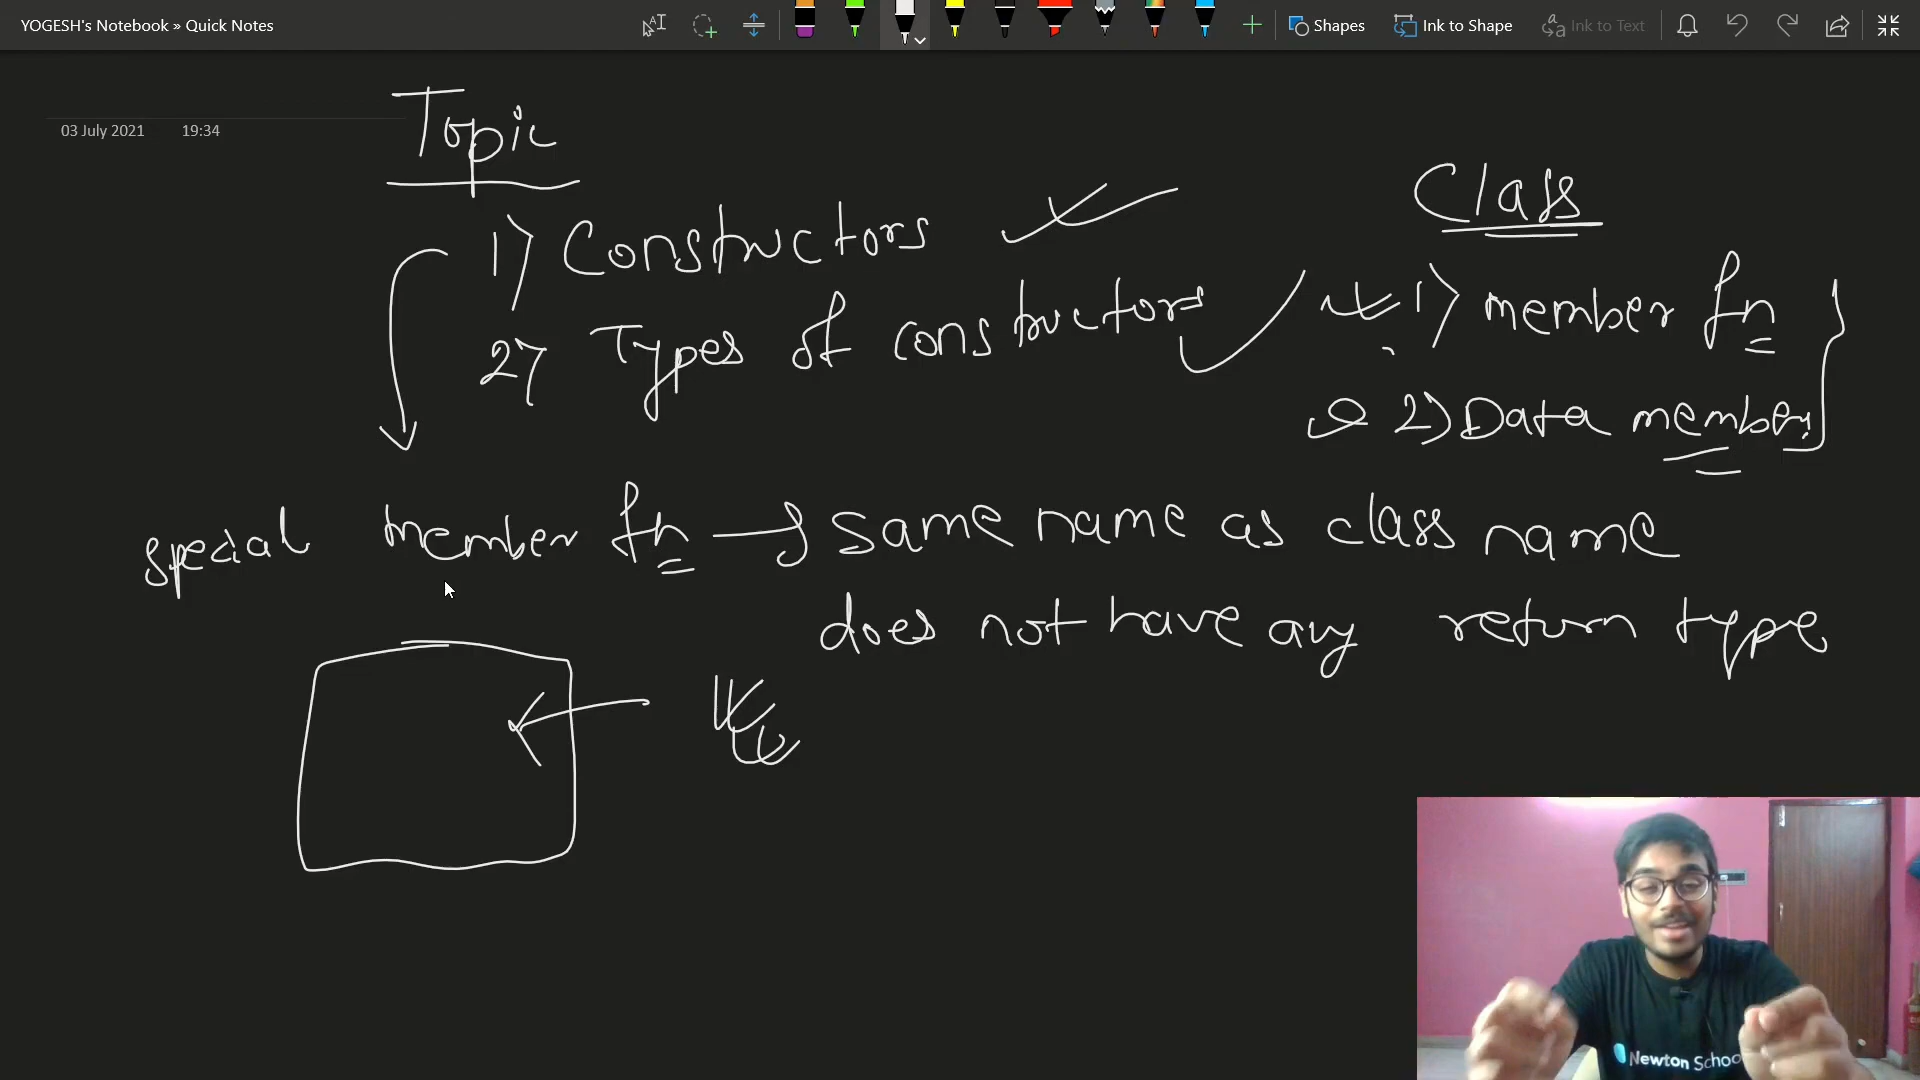 YOGESH's Notebook » Quick Notes
Shapes
Ink to Shape
Ink to Text
03 July 2021 19:34
Topic
1) Constructors
2) Types of constructors
Class
1) member fn
2) Data member
special member fn → same name as class name
does not have any return type
Newton Schoo